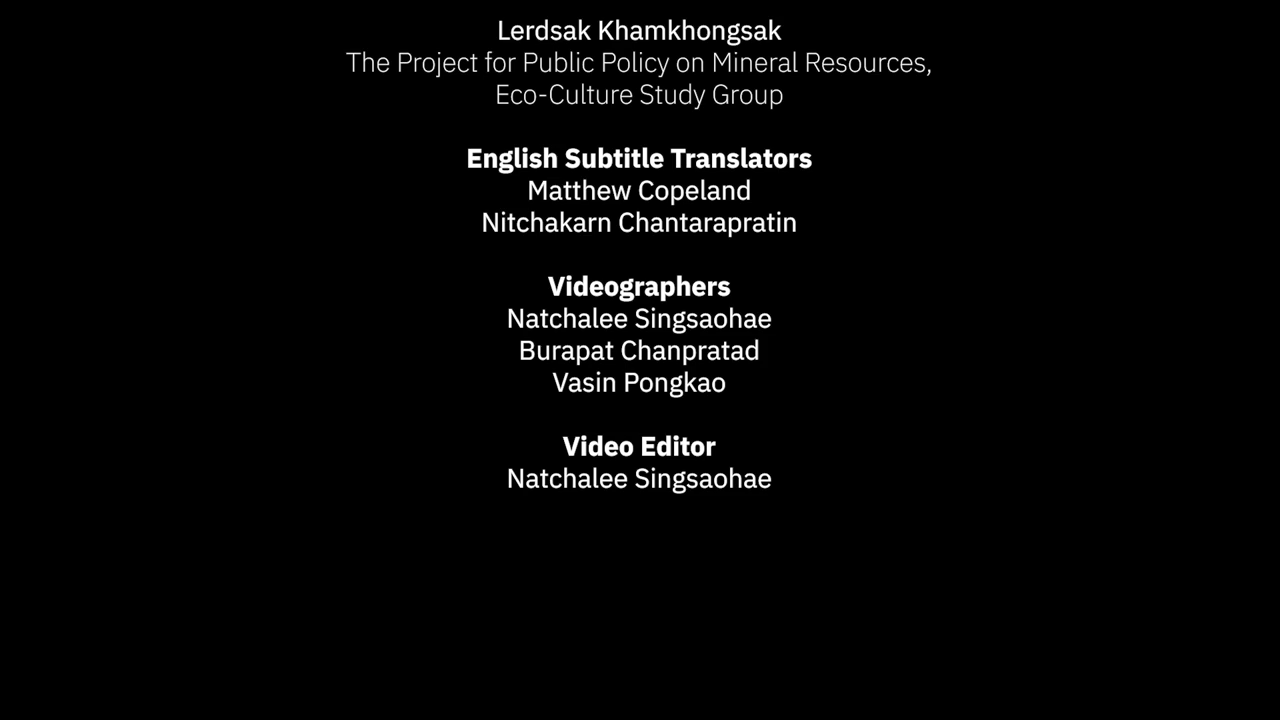 Lerdsak Khamkhongsak
The Project for Public Policy on Mineral Resources,
Eco-Culture Study Group
English Subtitle Translators
Matthew Copeland
Nitchakarn Chantarapratin
Videographers
Natchalee Singsaohae
Burapat Chanpratad
Vasin Pongkao
Video Editor
Natchalee Singsaohae